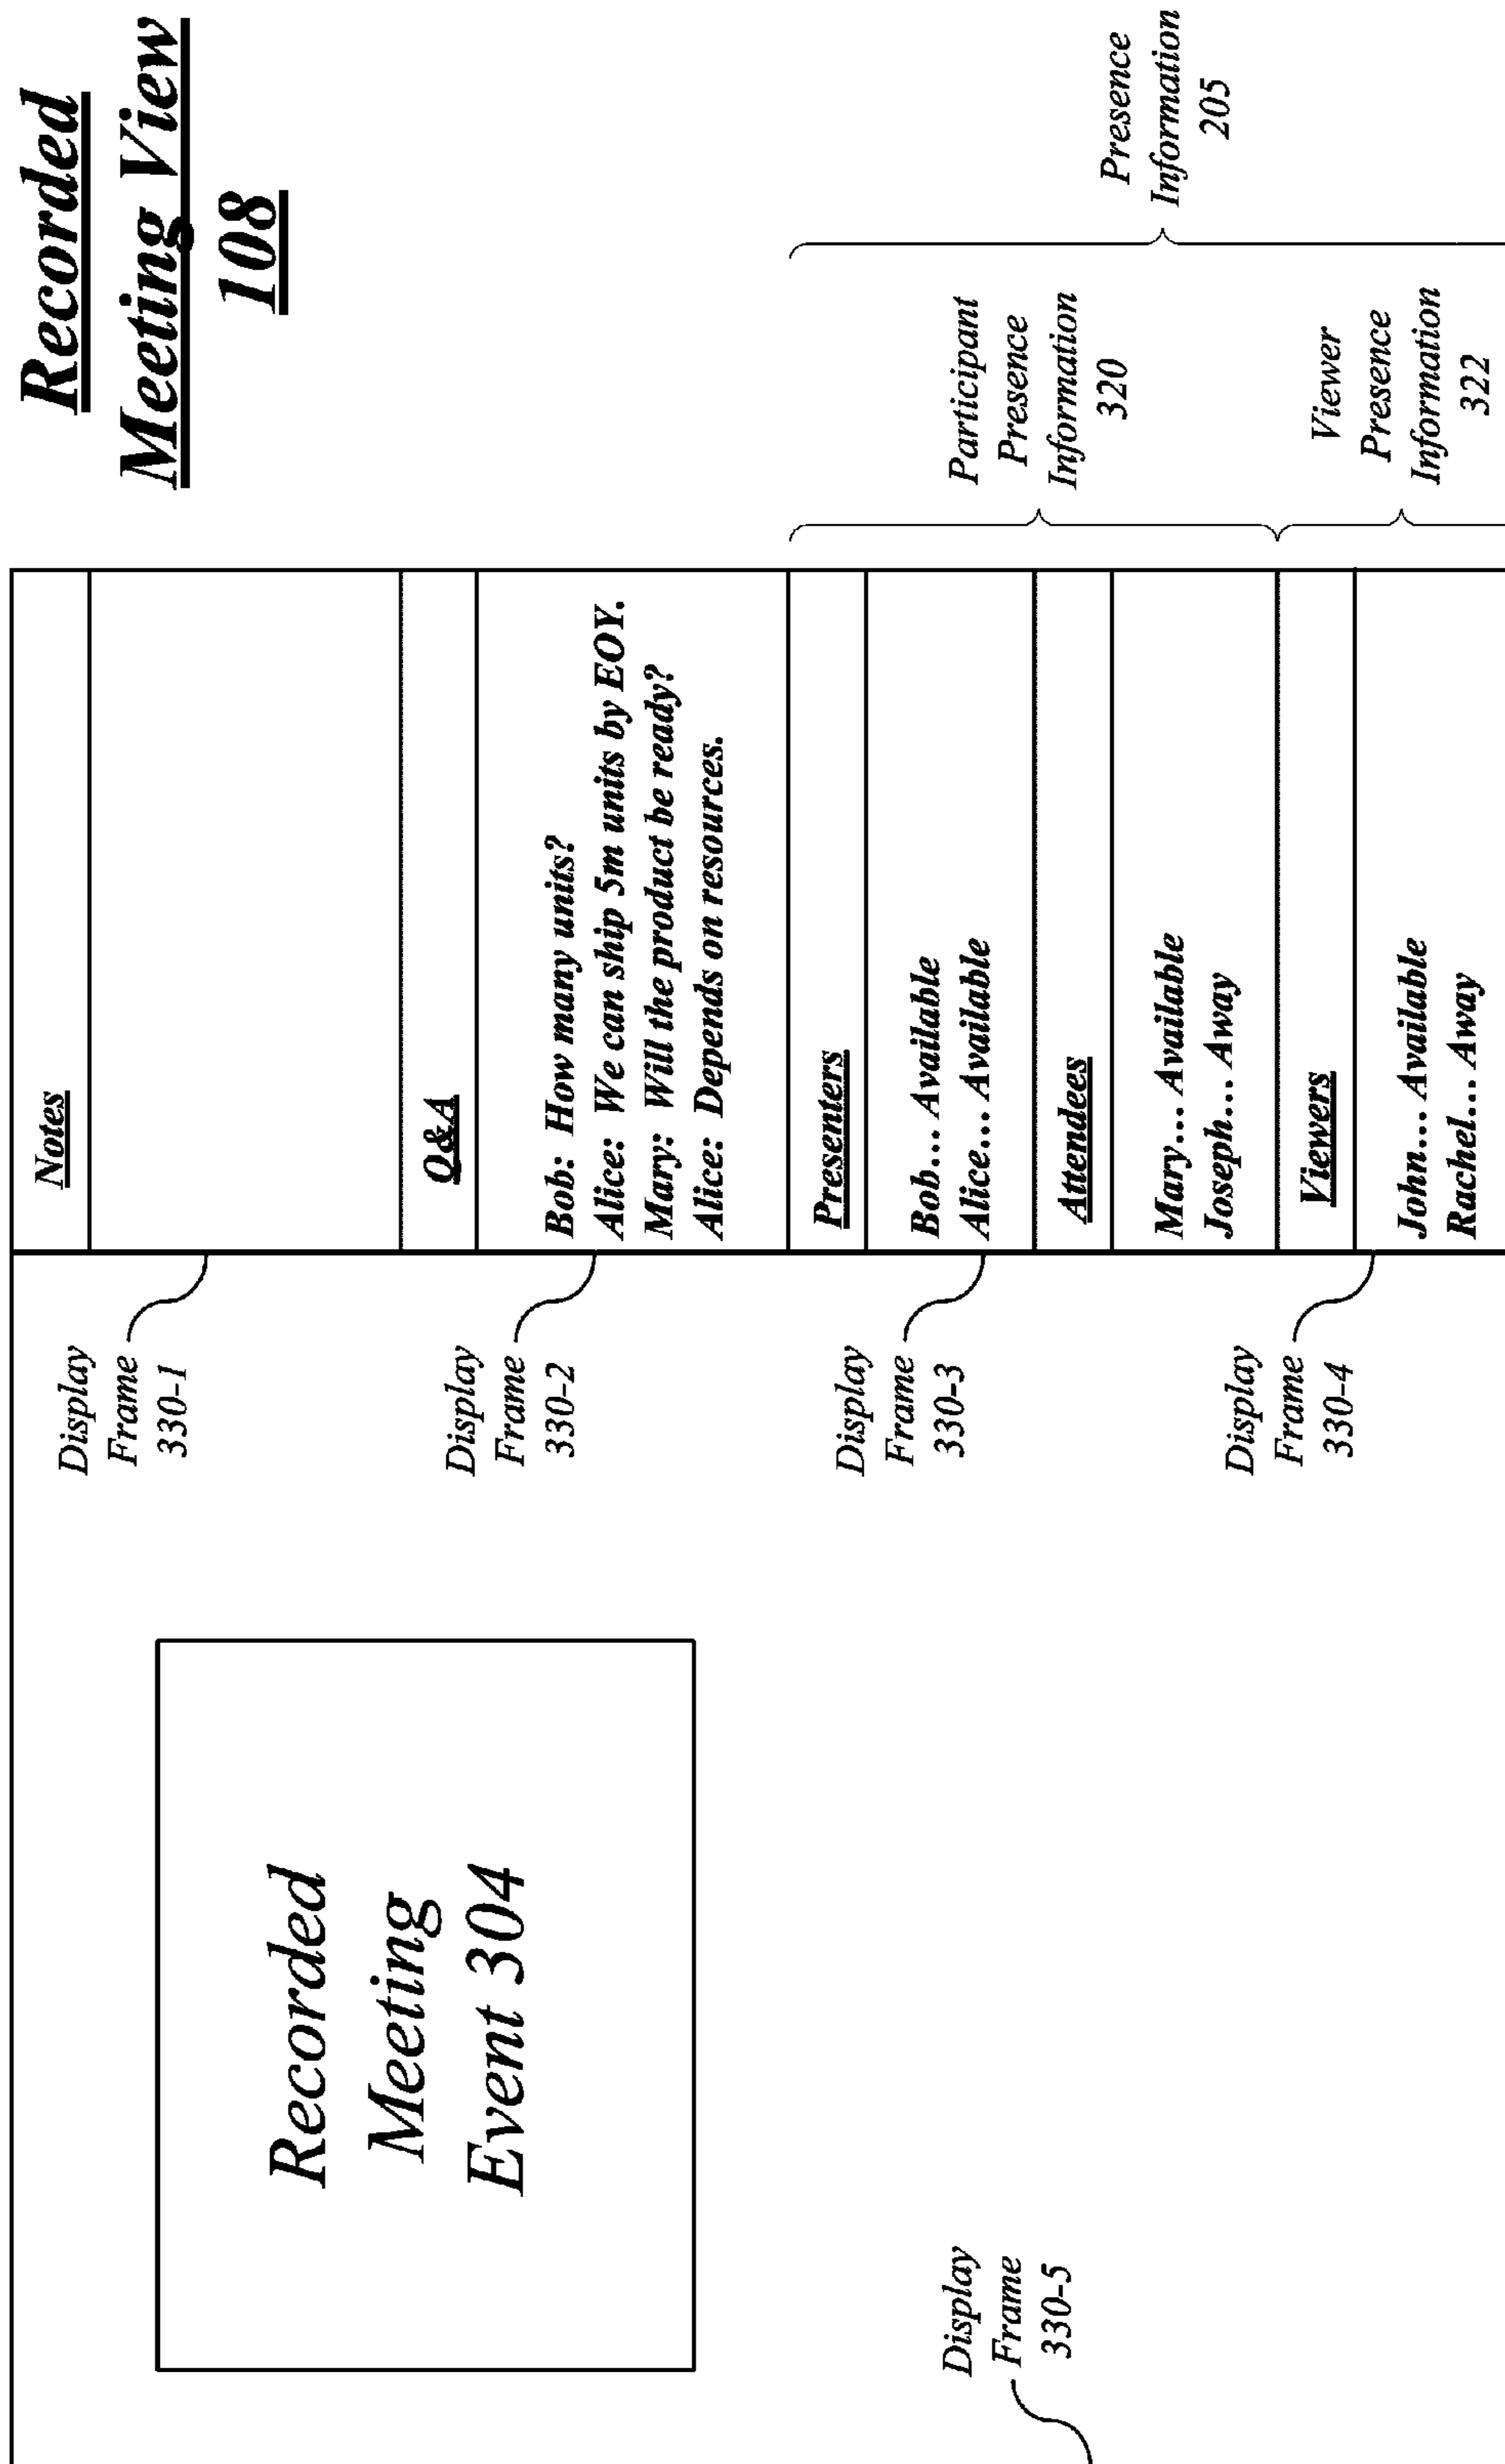 Recorded
Meeting View
108
Notes
Display
Frame
330-1
Q&A
Display
Frame
330-2
Bob: How many units?
Alice: We can ship 5m units by EOY.
Mary: Will the product be ready?
Alice: Depends on resources.
Recorded
Meeting
Event 304
Presenters
Display
Frame
330-3
Bob... Available
Alice... Available
Attendees
Mary... Available
Joseph... Away
Participant
Presence
Information
320
Presence
Information
205
Display
Frame
330-5
Viewers
Display
Frame
330-4
John... Available
Rachel... Away
Viewer
Presence
Information
322